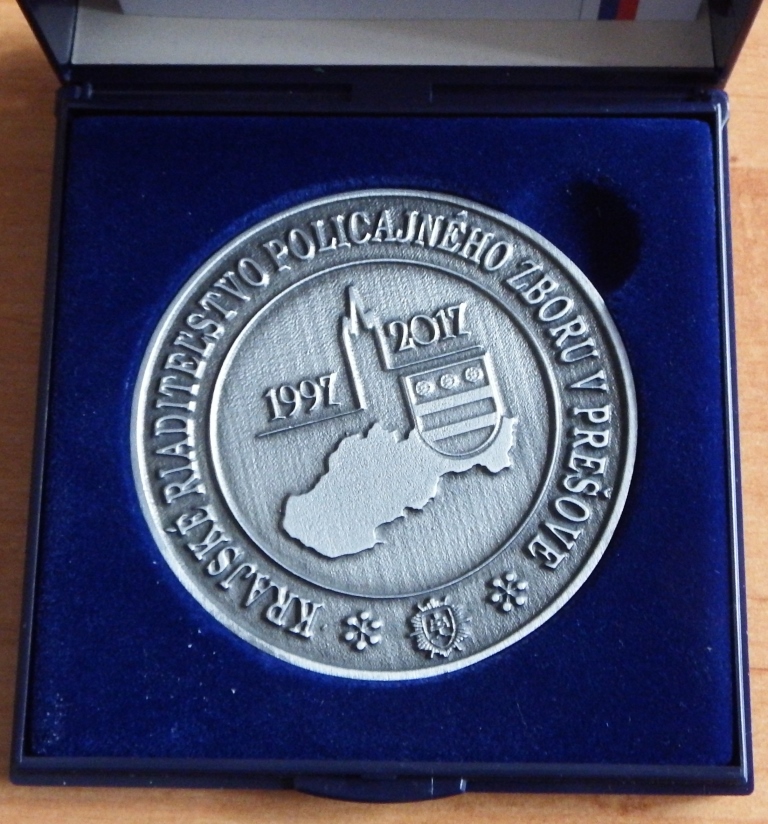 KRAJSKÉ RIADITEĽSTVO POLICAJNÉHO ZBORU V PREŠOVE
1997
2017